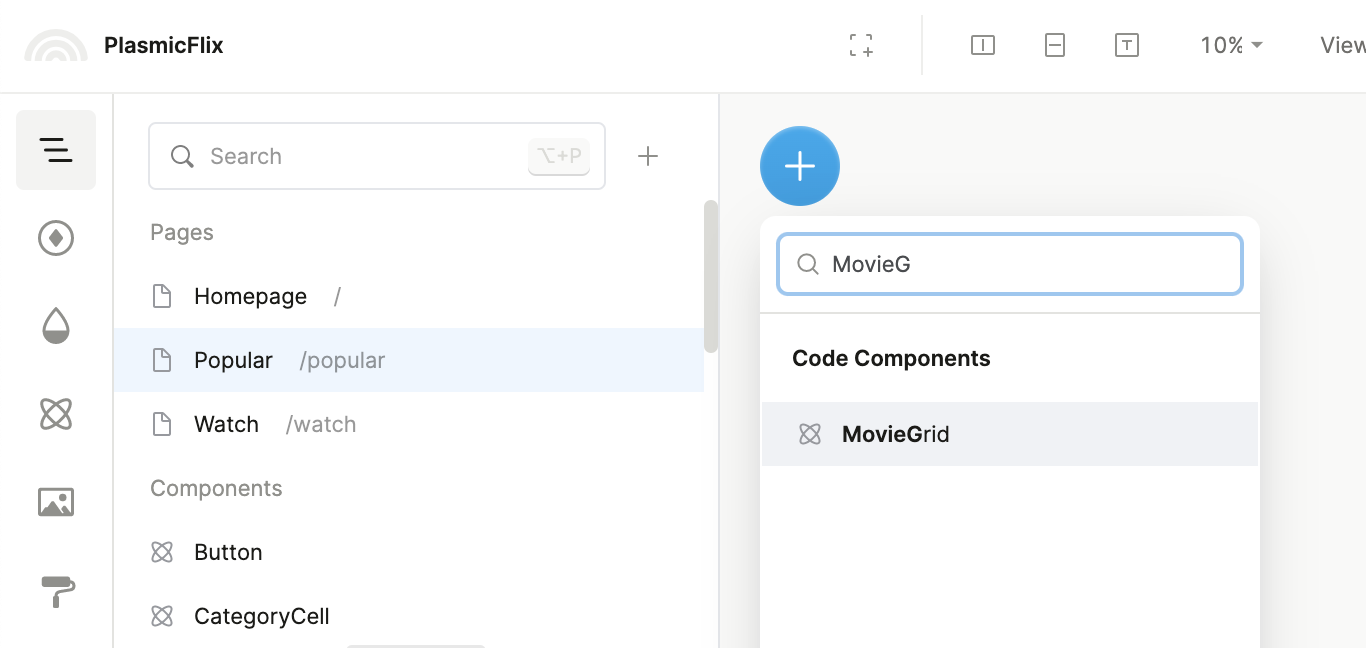 PlasmicFlix
10%
View
Search
⌥+P
Pages
Homepage /
Popular /popular
Watch /watch
Components
Button
CategoryCell
MovieG
Code Components
MovieGrid